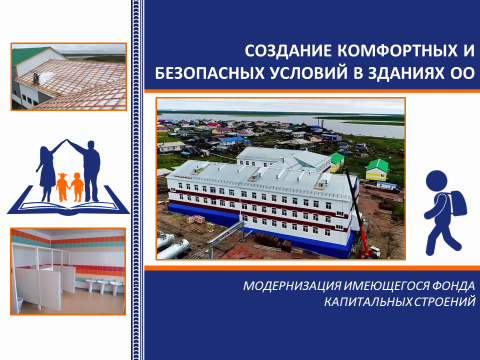 СОЗДАНИЕ КОМФОРТНЫХ И
БЕЗОПАСНЫХ УСЛОВИЙ В ЗДАНИЯХ ОО
МОДЕРНИЗАЦИЯ ИМЕЮЩЕГОСЯ ФОНДА
КАПИТАЛЬНЫХ СТРОЕНИЙ